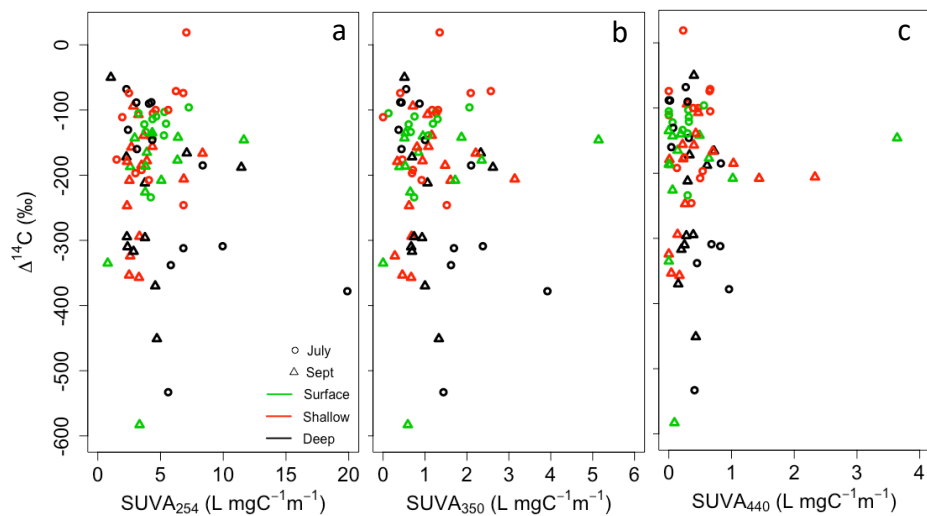 a
b
c
0
-100
-200
-300
-400
-500
-600
Δ¹⁴C (‰)
July
Sept
Surface
Shallow
Deep
0 5 10 15 20
0 1 2 3 4 5 6
0 1 2 3 4
SUVA₂₅₄ (L mgC⁻¹m⁻¹)
SUVA₃₅₀ (L mgC⁻¹m⁻¹)
SUVA₄₄₀ (L mgC⁻¹m⁻¹)